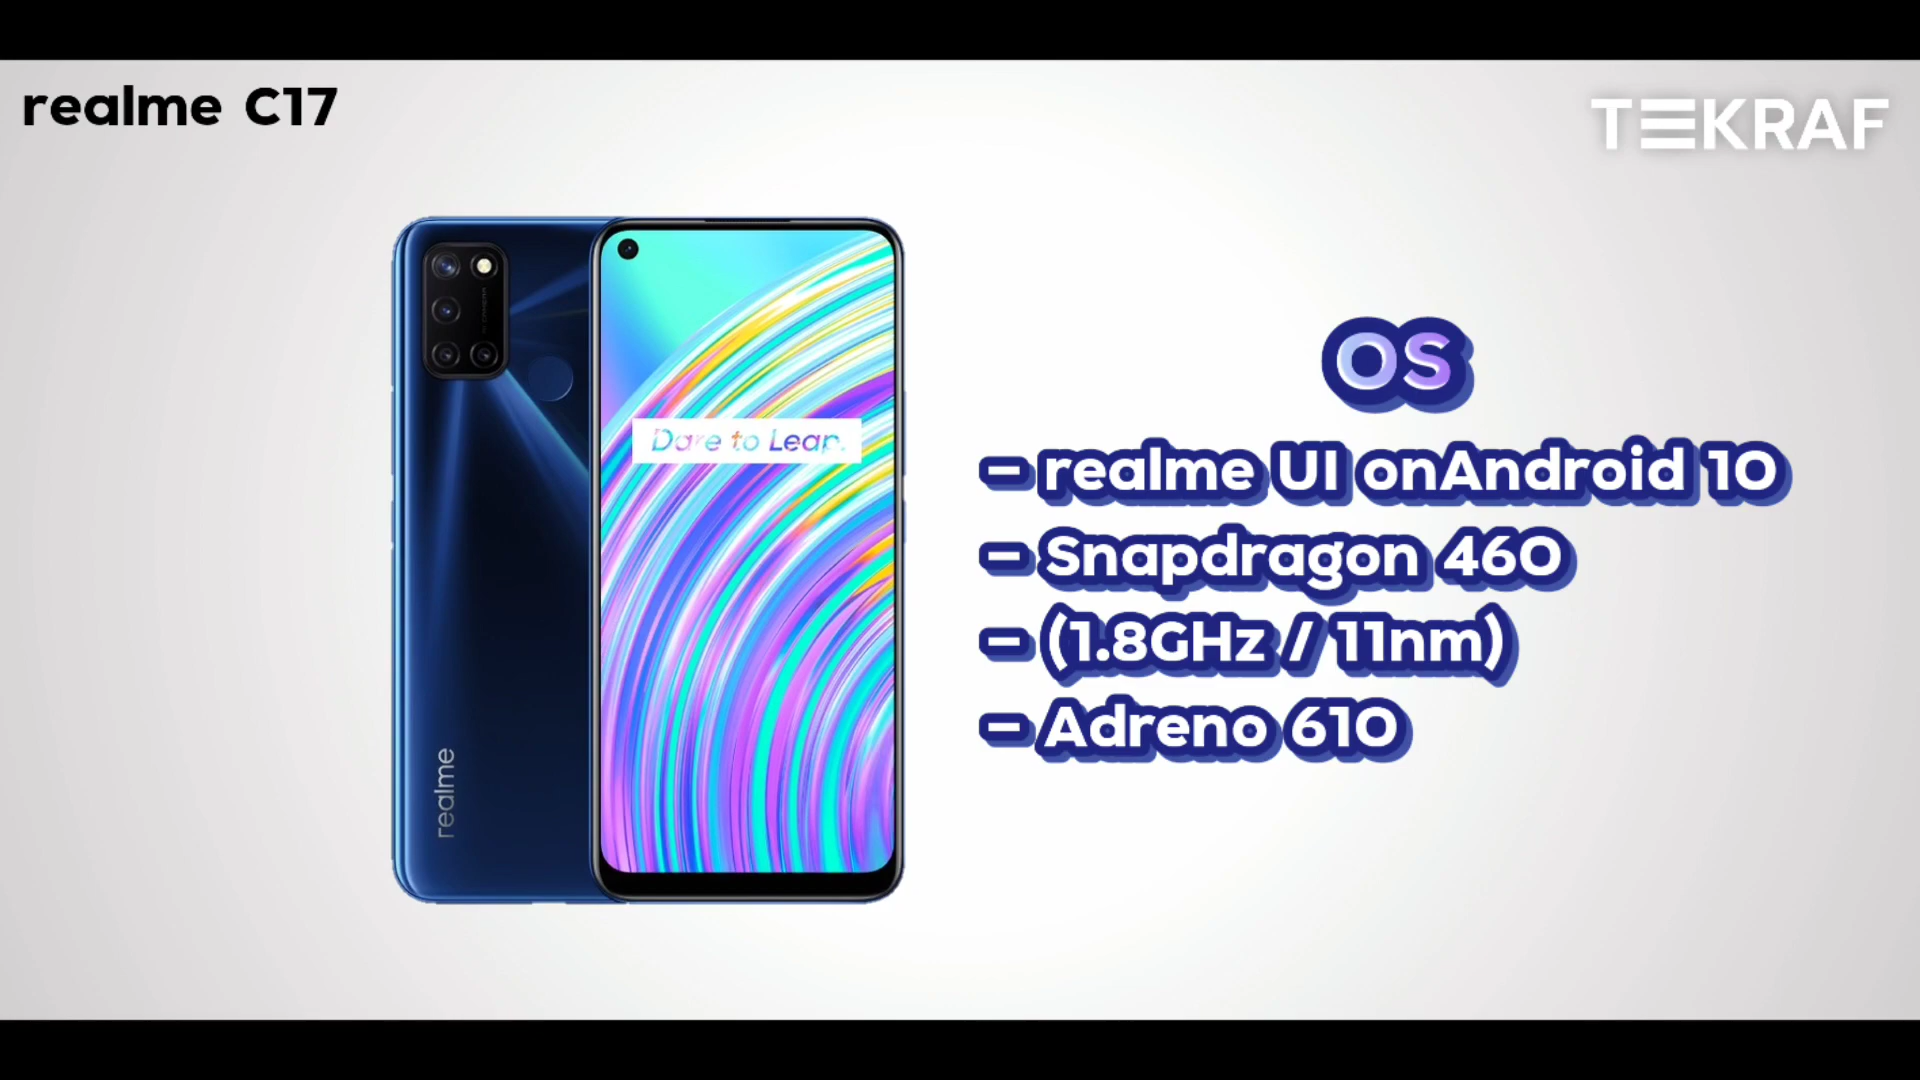 realme C17
TEKRAF
Dare to Leap.
realme
OS
- realme UI onAndroid 10
- Snapdragon 460
- (1.8GHz / 11nm)
- Adreno 610